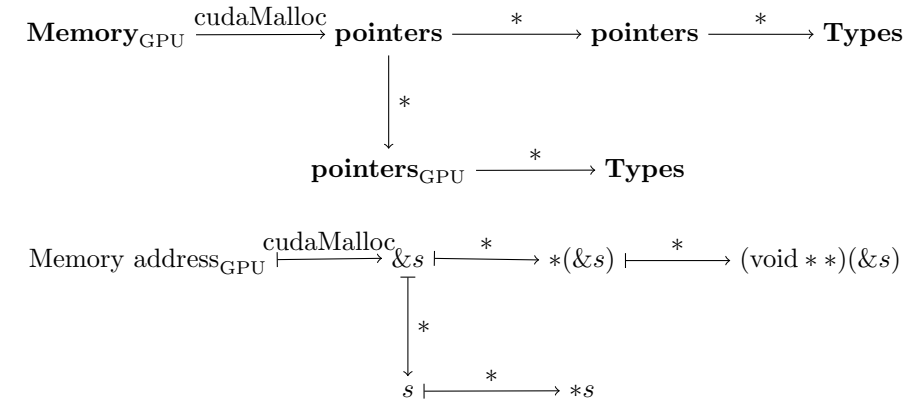 cudaMalloc * *
Memory_GPU pointers pointers Types
*
*
pointers_GPU Types
cudaMalloc * *
Memory address_GPU &s *(&s) (void * *)(&s)
*
*
s *s